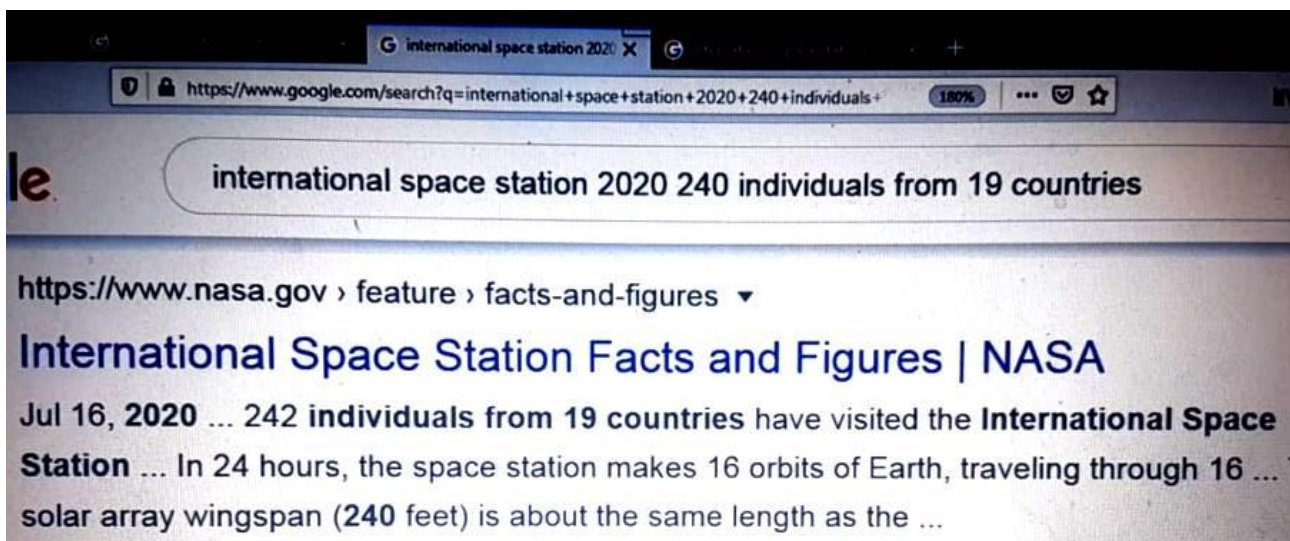 international space station 2020
https://www.google.com/search?q=international+space+station+2020+240+individuals+
180%
le
international space station 2020 240 individuals from 19 countries
https://www.nasa.gov › feature › facts-and-figures
International Space Station Facts and Figures | NASA
Jul 16, 2020 ... 242 individuals from 19 countries have visited the International Space
Station ... In 24 hours, the space station makes 16 orbits of Earth, traveling through 16 ...
solar array wingspan (240 feet) is about the same length as the ...